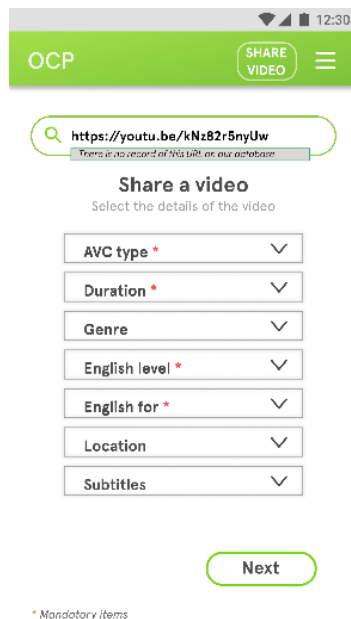 12:30
OCP
SHARE
VIDEO
https://youtu.be/kNz82r5nyUw
There is no record of this URL on our database
Share a video
Select the details of the video
AVC type *
Duration *
Genre
English level *
English for *
Location
Subtitles
Next
* Mandatory items